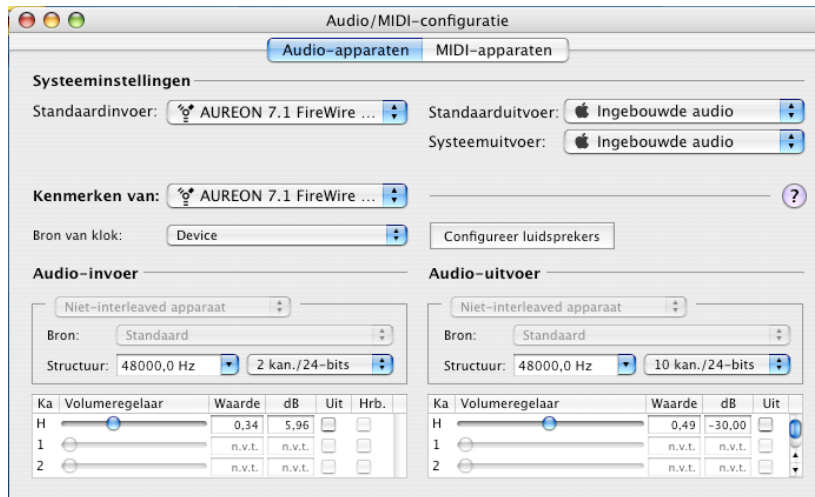 Audio/MIDI-configuratie
Audio-apparaten MIDI-apparaten
Systeeminstellingen
Standaardinvoer: AUREON 7.1 FireWire ... Standaarduitvoer: Ingebouwde audio
Systeemuitvoer: Ingebouwde audio
Kenmerken van: AUREON 7.1 FireWire ... ?
Bron van klok: Device Configureer luidsprekers
Audio-invoer
Niet-interleaved apparaat
Bron: Standaard
Structuur: 48000,0 Hz 2 kan./24-bits
Ka Volumeregelaar Waarde dB Uit Hrb.
H 0,34 5,96
1 n.v.t. n.v.t.
2 n.v.t. n.v.t.
Audio-uitvoer
Niet-interleaved apparaat
Bron: Standaard
Structuur: 48000,0 Hz 10 kan./24-bits
Ka Volumeregelaar Waarde dB Uit
H 0,49 -30,00
1 n.v.t. n.v.t.
2 n.v.t. n.v.t.